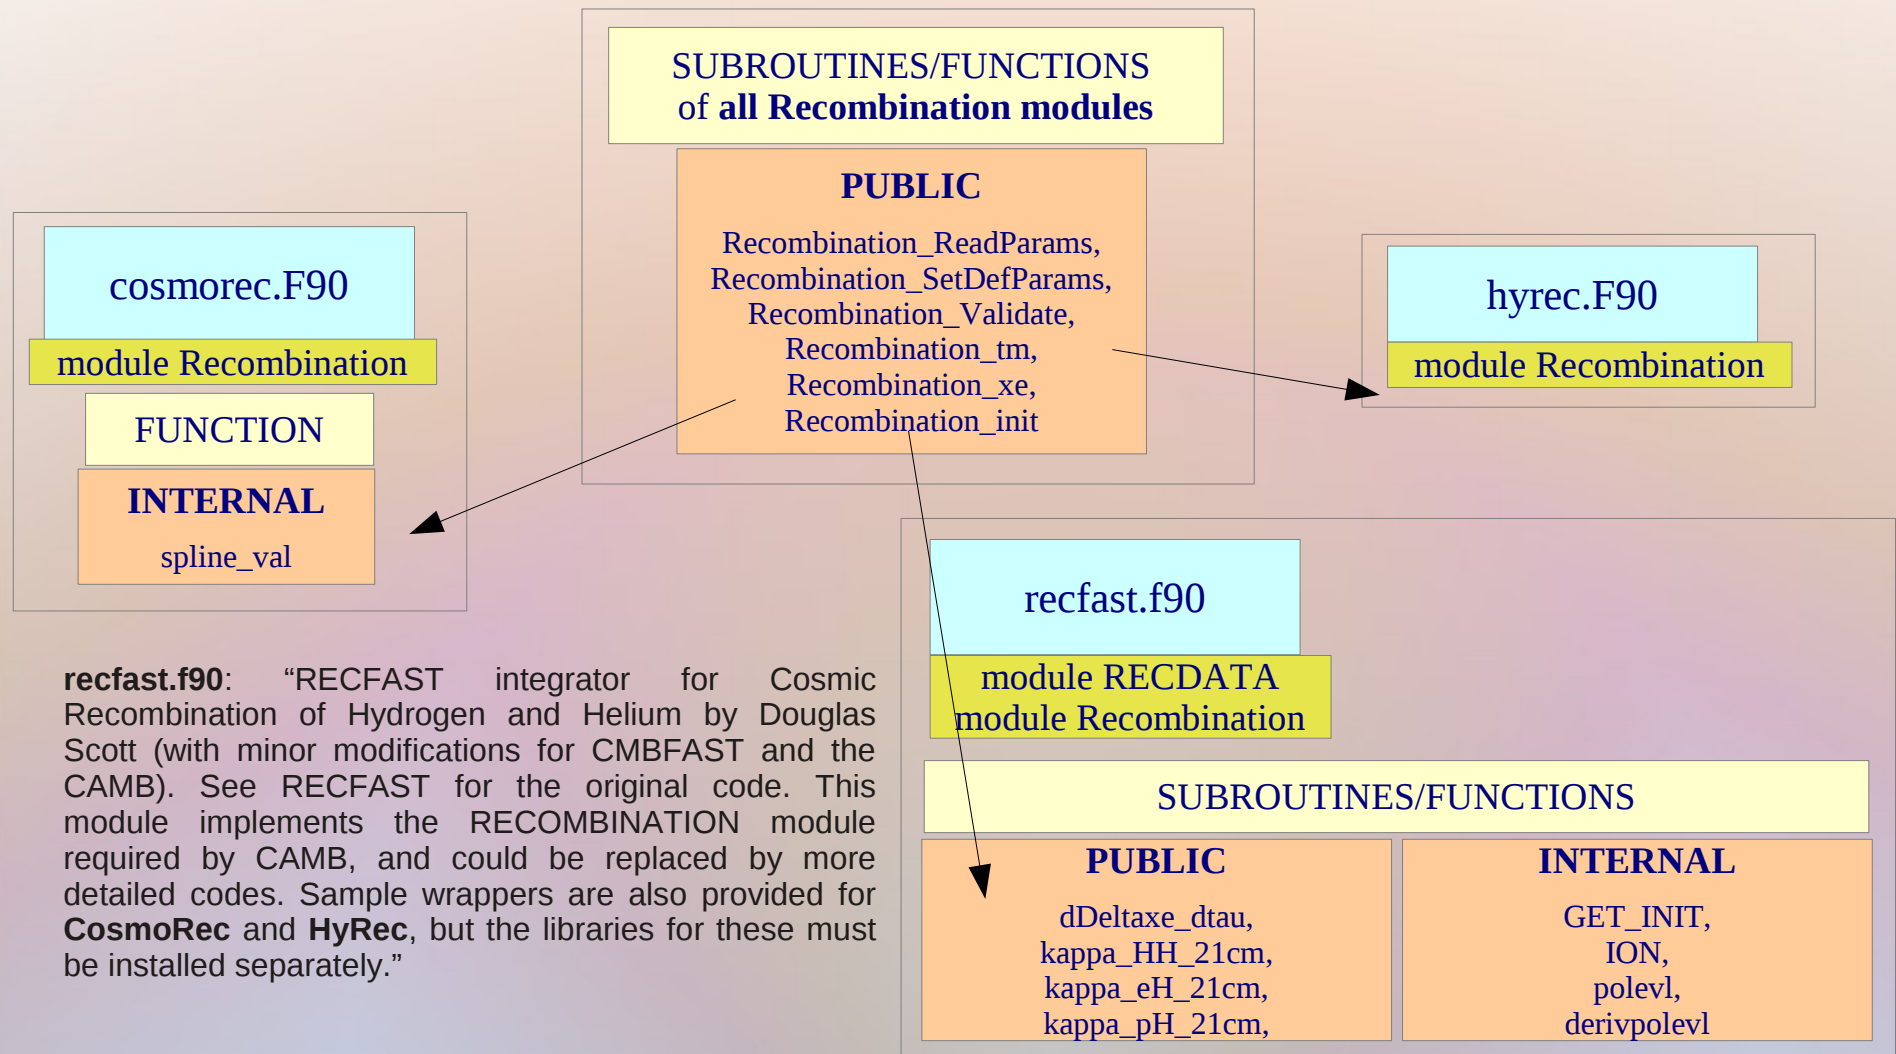 SUBROUTINES/FUNCTIONS
of all Recombination modules
PUBLIC
Recombination_ReadParams,
Recombination_SetDefParams,
Recombination_Validate,
Recombination_tm,
Recombination_xe,
Recombination_init
cosmorec.F90
module Recombination
FUNCTION
INTERNAL
spline_val
hyrec.F90
module Recombination
recfast.f90
module RECDATA
module Recombination
SUBROUTINES/FUNCTIONS
PUBLIC
dDeltaxe_dtau,
kappa_HH_21cm,
kappa_eH_21cm,
kappa_pH_21cm,
INTERNAL
GET_INIT,
ION,
polevl,
derivpolevl
recfast.f90: “RECFAST integrator for Cosmic
Recombination of Hydrogen and Helium by Douglas
Scott (with minor modifications for CMBFAST and the
CAMB). See RECFAST for the original code. This
module implements the RECOMBINATION module
required by CAMB, and could be replaced by more
detailed codes. Sample wrappers are also provided for
CosmoRec and HyRec, but the libraries for these must
be installed separately.”